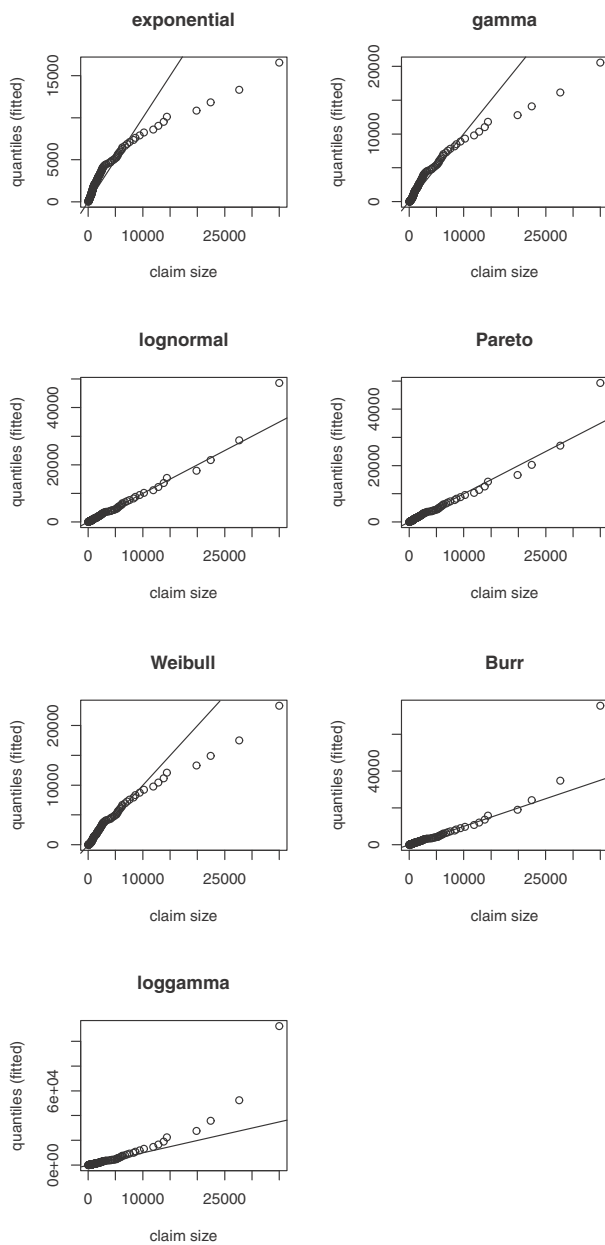 exponential
quantiles (fitted)
0 5000 15000
0 10000 25000
claim size
gamma
quantiles (fitted)
0 10000 20000
0 10000 25000
claim size
lognormal
quantiles (fitted)
0 20000 40000
0 10000 25000
claim size
Pareto
quantiles (fitted)
0 20000 40000
0 10000 25000
claim size
Weibull
quantiles (fitted)
0 10000 20000
0 10000 25000
claim size
Burr
quantiles (fitted)
0 40000
0 10000 25000
claim size
loggamma
quantiles (fitted)
0e+00 6e+04
0 10000 25000
claim size